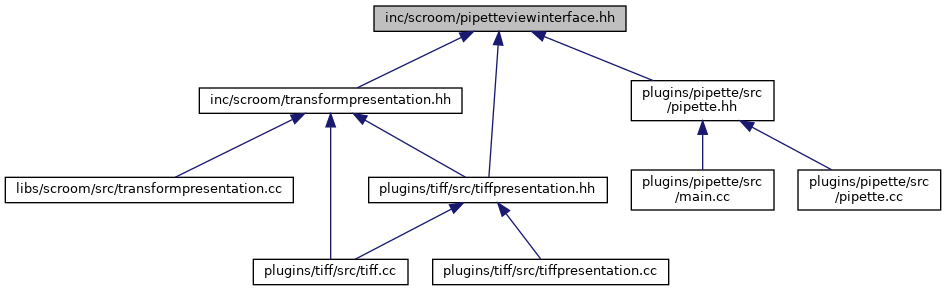 inc/scroom/pipetteviewinterface.hh
inc/scroom/transformpresentation.hh
plugins/pipette/src
/pipette.hh
libs/scroom/src/transformpresentation.cc
plugins/tiff/src/tiffpresentation.hh
plugins/pipette/src
/main.cc
plugins/pipette/src
/pipette.cc
plugins/tiff/src/tiff.cc
plugins/tiff/src/tiffpresentation.cc